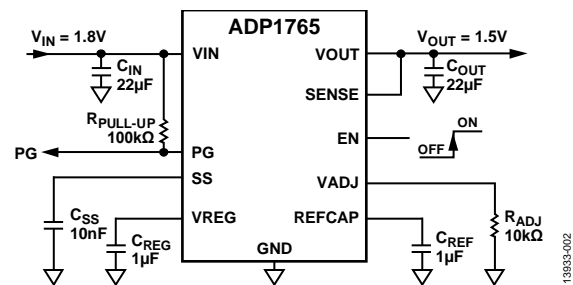 ADP1765
VIN = 1.8V
VIN
CIN
22µF
RPULL-UP
100kΩ
PG
PG
SS
CSS
10nF
VREG
CREG
1µF
GND
VOUT
VOUT = 1.5V
COUT
22µF
SENSE
EN
ON
OFF
VADJ
RADJ
10kΩ
REFCAP
CREF
1µF
13933-002